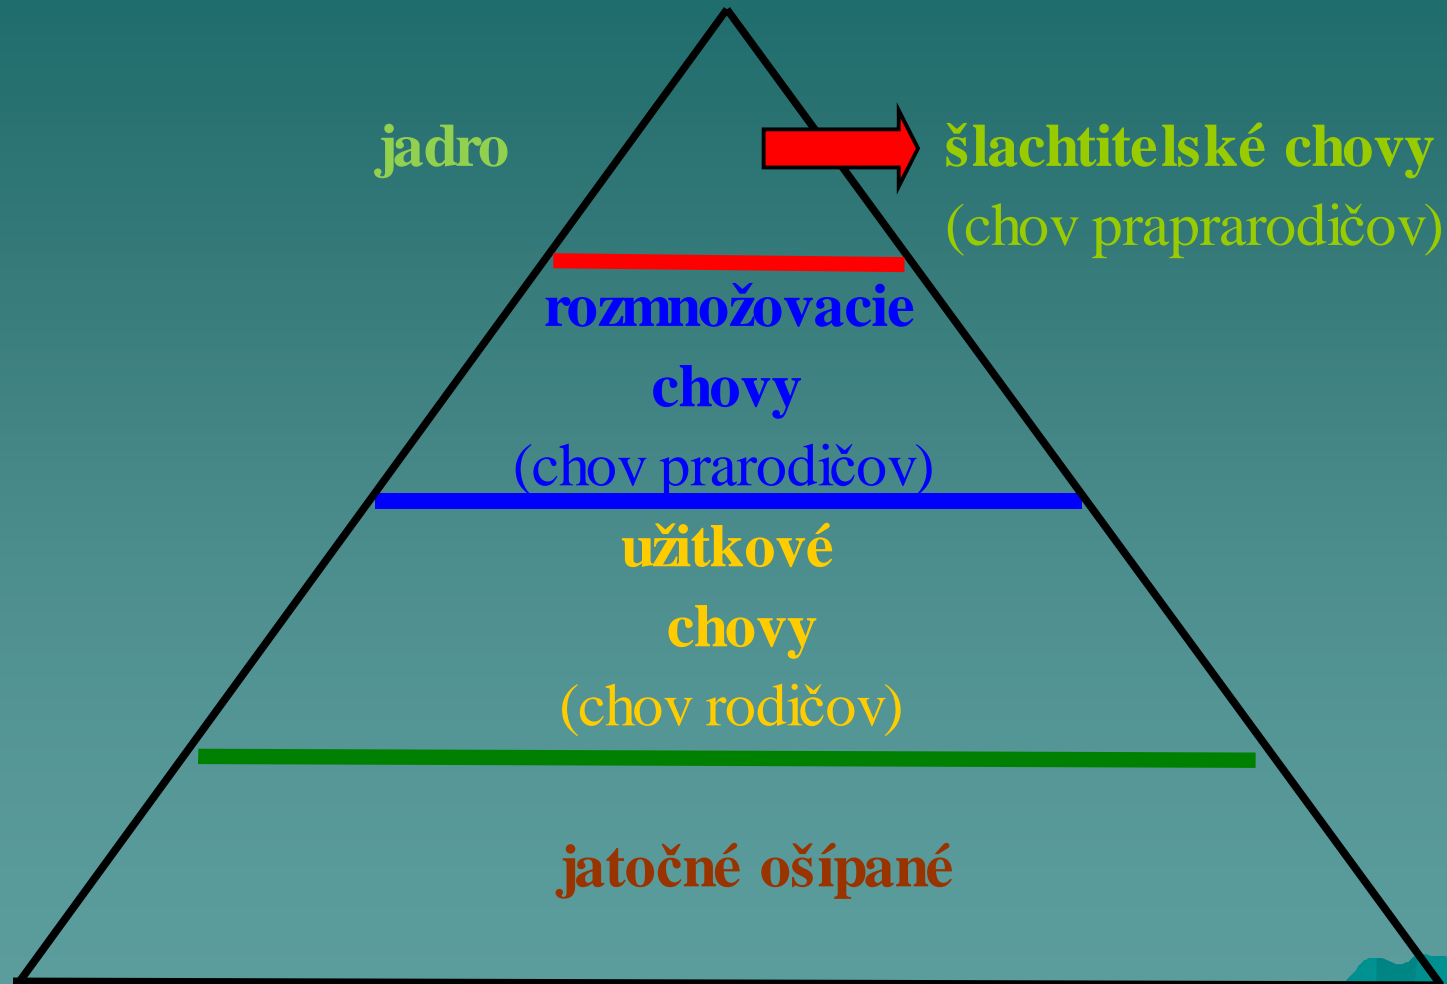 jadro
šlachtitelské chovy
(chov praprarodičov)
rozmnožovacie
chovy
(chov prarodičov)
užitkové
chovy
(chov rodičov)
jatočné ošípané